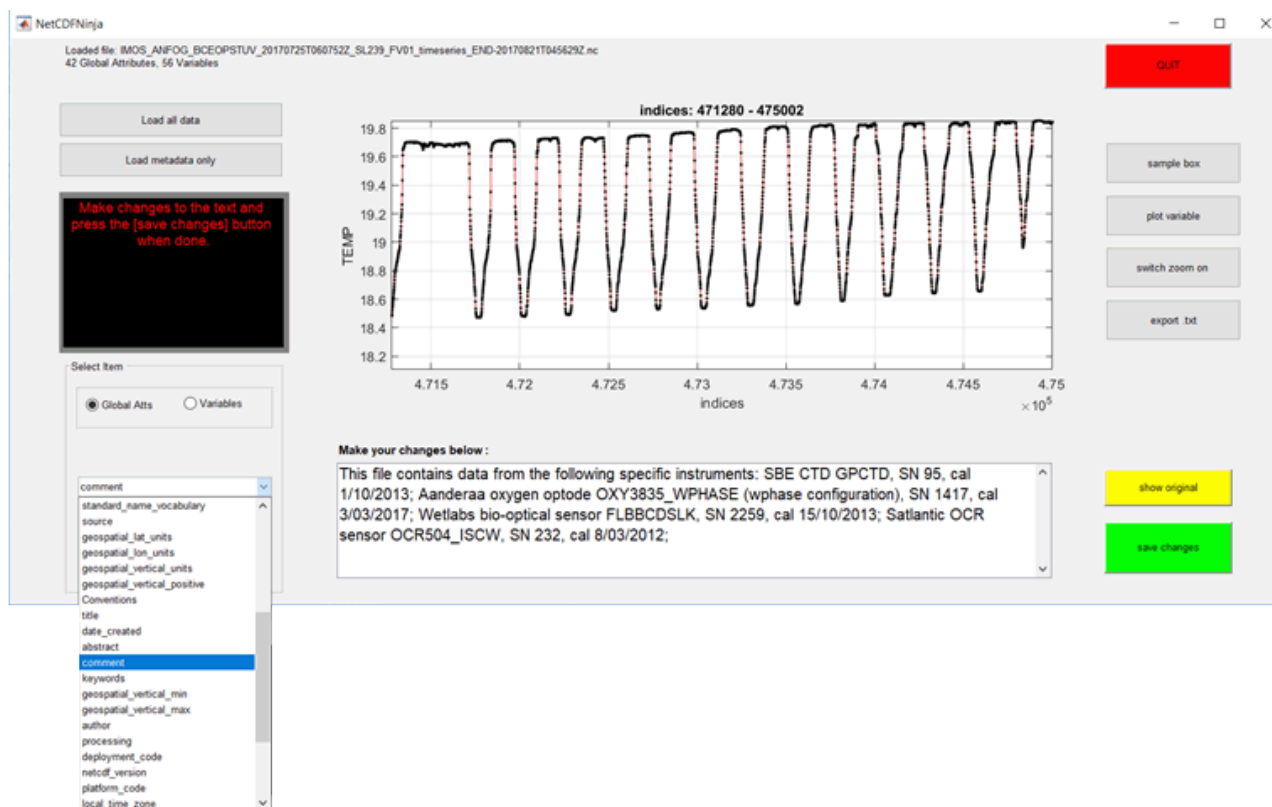 NetCDFNinja
Loaded file: IMOS_ANFOG_BCEOPSTUV_20170725T060752Z_SL239_FV01_timeseries_END-20170821T045629Z.nc
42 Global Attributes, 56 Variables
QUIT
Load all data
Load metadata only
Make changes to the text and
press the [save changes] button
when done.
indices: 471280 - 475002
TEMP
19.8
19.6
19.4
19.2
19
18.8
18.6
18.4
18.2
4.715
4.72
4.725
4.73
4.735
4.74
4.745
4.75
indices
×10^5
sample box
plot variable
switch zoom on
export .txt
Select Item
Global Atts
Variables
Make your changes below :
This file contains data from the following specific instruments: SBE CTD GPCTD, SN 95, cal
1/10/2013; Aanderaa oxygen optode OXY3835_WPHASE (wphase configuration), SN 1417, cal
3/03/2017; Wetlabs bio-optical sensor FLBBCDSLK, SN 2259, cal 15/10/2013; Satlantic OCR
sensor OCR504_ISCW, SN 232, cal 8/03/2012;
show original
save changes
comment
standard_name_vocabulary
source
geospatial_lat_units
geospatial_lon_units
geospatial_vertical_units
geospatial_vertical_positive
Conventions
title
date_created
abstract
comment
keywords
geospatial_vertical_min
geospatial_vertical_max
author
processing
deployment_code
netcdf_version
platform_code
local_time_zone